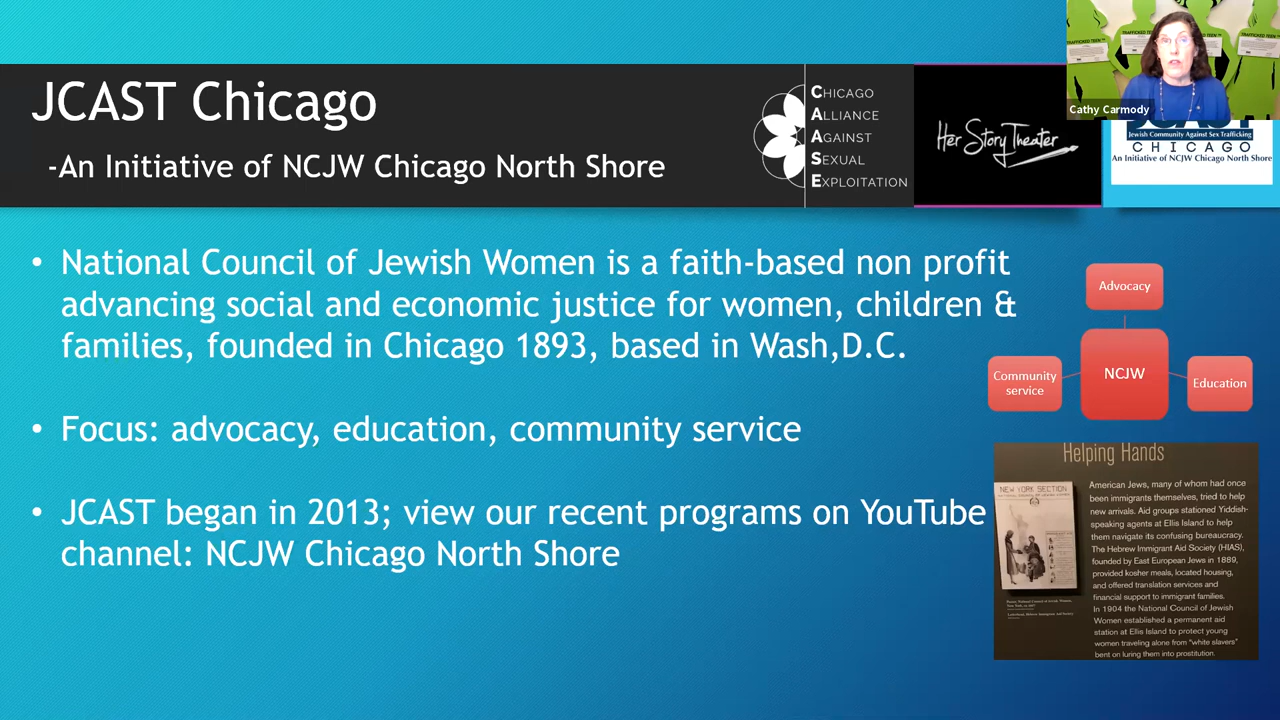 JCAST Chicago
-An Initiative of NCJW Chicago North Shore
CHICAGO
ALLIANCE
AGAINST
SEXUAL
EXPLOITATION
Her Story Theater
TRAFFICKED TEEN
TRAFFICKED TEEN
Cathy Carmody
Jewish Community Against Sex Trafficking
CHICAGO
An Initiative of NCJW Chicago North Shore
• National Council of Jewish Women is a faith-based non profit
advancing social and economic justice for women, children &
families, founded in Chicago 1893, based in Wash,D.C.
• Focus: advocacy, education, community service
• JCAST began in 2013; view our recent programs on YouTube
channel: NCJW Chicago North Shore
Advocacy
NCJW
Community
service
Education
Helping Hands
NEW YORK SECTION
American Jews, many of whom had once
been immigrants themselves, tried to help
new arrivals. Aid groups stationed Yiddish-
speaking agents at Ellis Island to help
them navigate its confusing bureaucracy.
The Hebrew Immigrant Aid Society (HIAS),
founded by East European Jews in 1889,
provided kosher meals, located housing,
and offered translation services and
financial support to immigrant families.
In 1904 the National Council of Jewish
Women established a permanent aid
station at Ellis Island to protect young
women traveling alone from "white slavers"
bent on luring them into prostitution.